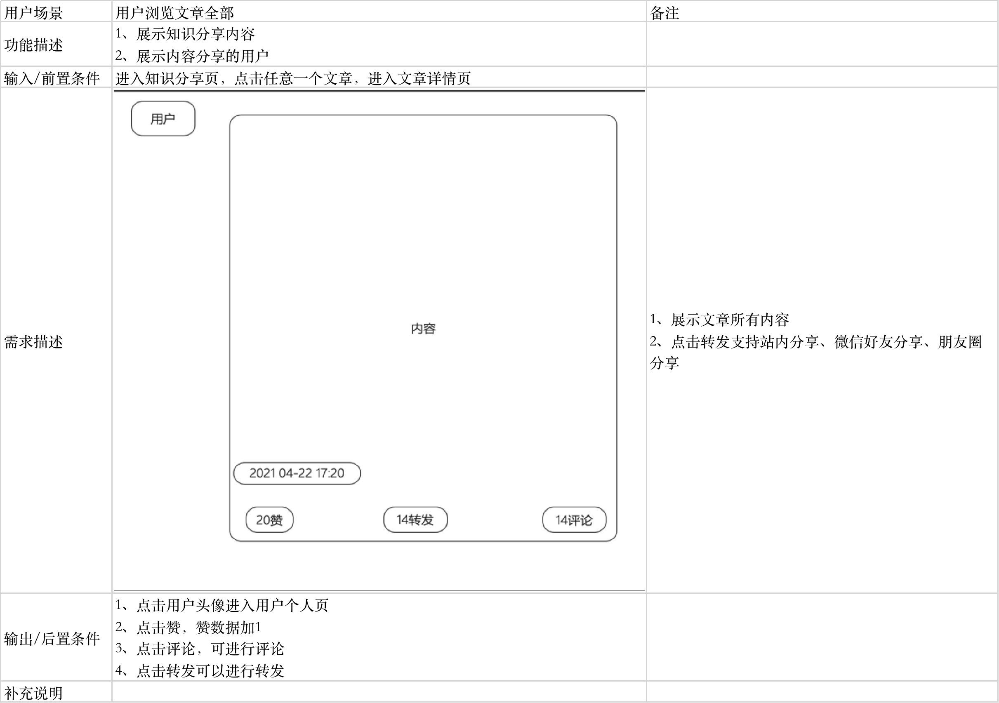 用户场景 用户浏览文章全部 备注
功能描述
1、展示知识分享内容
2、展示内容分享的用户
输入/前置条件 进入知识分享页，点击任意一个文章，进入文章详情页
需求描述
用户
内容
2021 04-22 17:20
20赞 14转发 14评论
1、展示文章所有内容
2、点击转发支持站内分享、微信好友分享、朋友圈
分享
输出/后置条件
1、点击用户头像进入用户个人页
2、点击赞，赞数据加1
3、点击评论，可进行评论
4、点击转发可以进行转发
补充说明